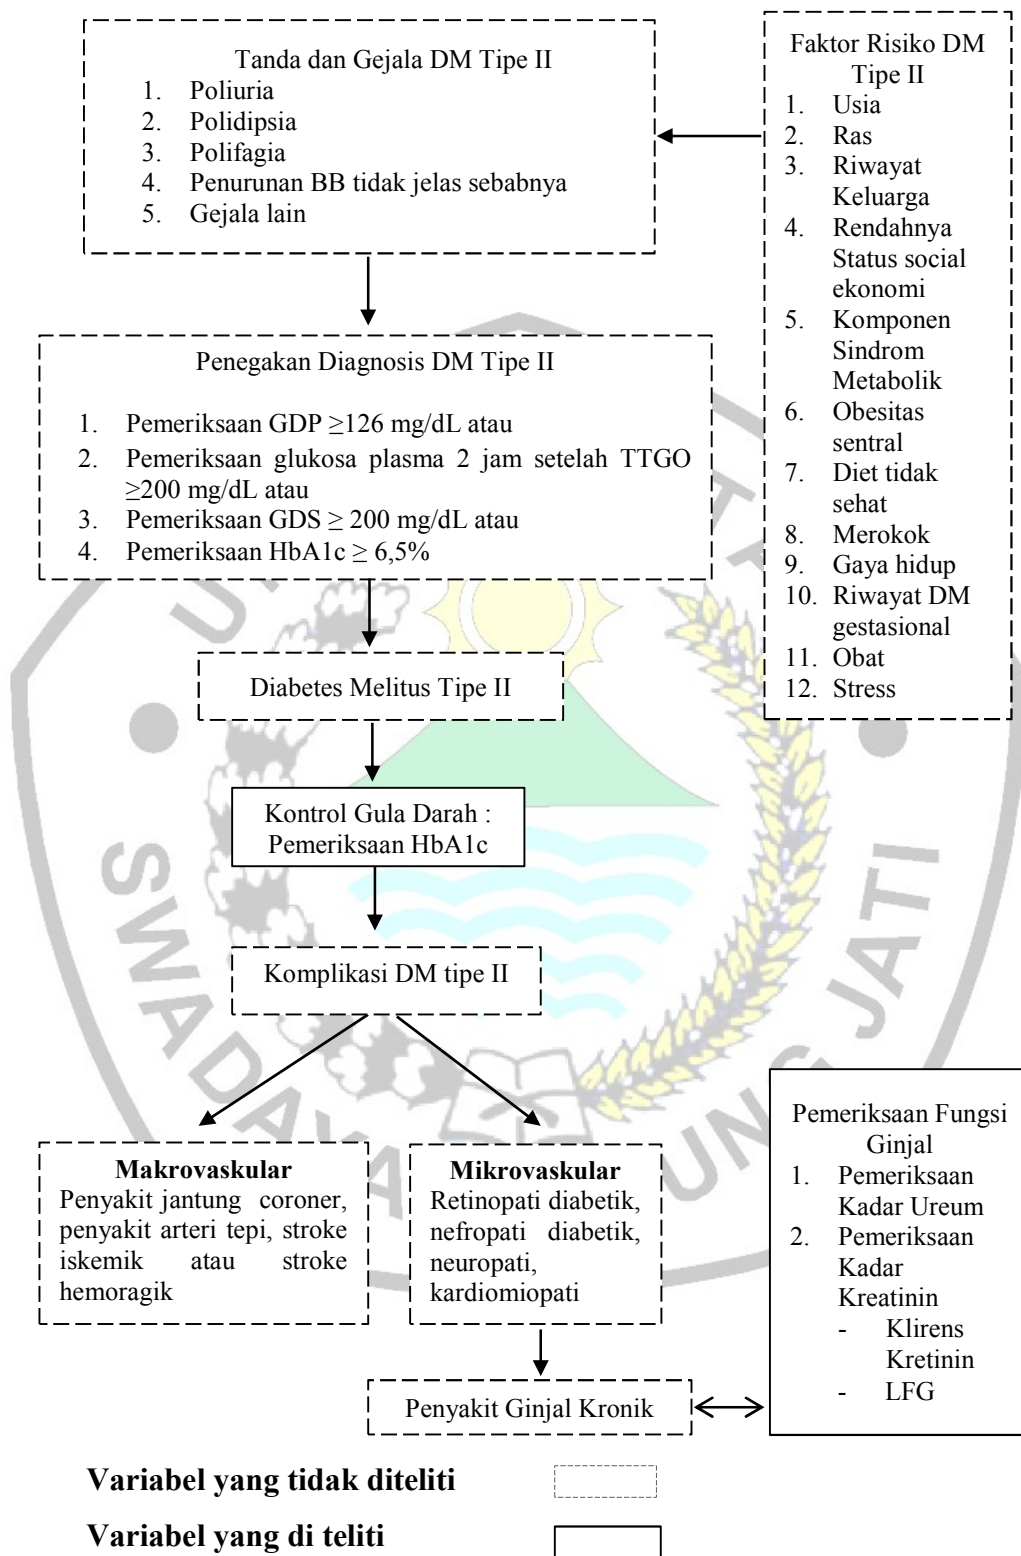 Tanda dan Gejala DM Tipe II
1. Poliuria
2. Polidipsia
3. Polifagia
4. Penurunan BB tidak jelas sebabnya
5. Gejala lain
Faktor Risiko DM
Tipe II
1. Usia
2. Ras
3. Riwayat
Keluarga
4. Rendahnya
Status social
ekonomi
5. Komponen
Sindrom
Metabolik
6. Obesitas
sentral
7. Diet tidak
sehat
8. Merokok
9. Gaya hidup
10. Riwayat DM
gestasional
11. Obat
12. Stress
Penegakan Diagnosis DM Tipe II
1. Pemeriksaan GDP ≥126 mg/dL atau
2. Pemeriksaan glukosa plasma 2 jam setelah TTGO
≥200 mg/dL atau
3. Pemeriksaan GDS ≥ 200 mg/dL atau
4. Pemeriksaan HbA1c ≥ 6,5%
Diabetes Melitus Tipe II
Kontrol Gula Darah :
Pemeriksaan HbA1c
Komplikasi DM tipe II
Makrovaskular
Penyakit jantung coroner,
penyakit arteri tepi, stroke
iskemik atau stroke
hemoragik
Mikrovaskular
Retinopati diabetik,
nefropati diabetik,
neuropati,
kardiomiopati
Pemeriksaan Fungsi
Ginjal
1. Pemeriksaan
Kadar Ureum
2. Pemeriksaan
Kadar
Kreatinin
- Klirens
Kretinin
- LFG
Penyakit Ginjal Kronik
Variabel yang tidak diteliti
Variabel yang di teliti
SWADAYA GUNUNG JATI